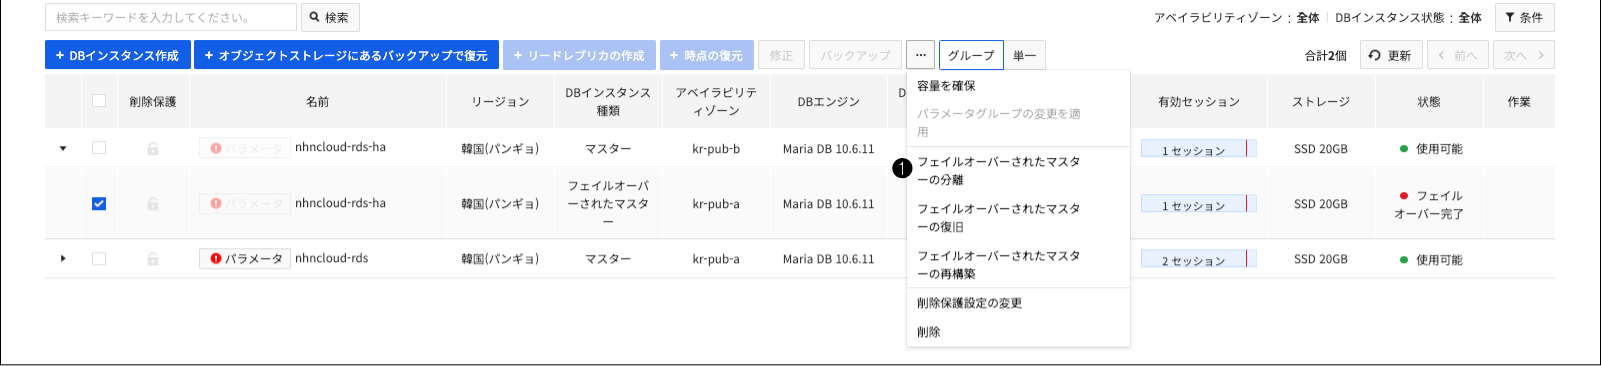 検索キーワードを入力してください。 検索 アベイラビリティゾーン : 全体 DBインスタンス状態 : 全体 条件
+ DBインスタンス作成 + オブジェクトストレージにあるバックアップで復元 + リードレプリカの作成 + 時点の復元 修正 バックアップ ... グループ 単一 合計2個 更新 < 前へ 次へ >
削除保護 名前 リージョン DBインスタンス
種類 アベイラビリテ
ィゾーン DBエンジン D 有効セッション ストレージ 状態 作業
パラメータ nhncloud-rds-ha 韓国(パンギョ) マスター kr-pub-b Maria DB 10.6.11 1 セッション SSD 20GB 使用可能
パラメータ nhncloud-rds-ha 韓国(パンギョ) フェイルオーバ
ーされたマスタ
ー kr-pub-a Maria DB 10.6.11 1 セッション SSD 20GB フェイル
オーバー完了
パラメータ nhncloud-rds 韓国(パンギョ) マスター kr-pub-a Maria DB 10.6.11 2 セッション SSD 20GB 使用可能
容量を確保
パラメータグループの変更を適
用
1 フェイルオーバーされたマスタ
ーの分離
フェイルオーバーされたマスタ
ーの復旧
フェイルオーバーされたマスタ
ーの再構築
削除保護設定の変更
削除